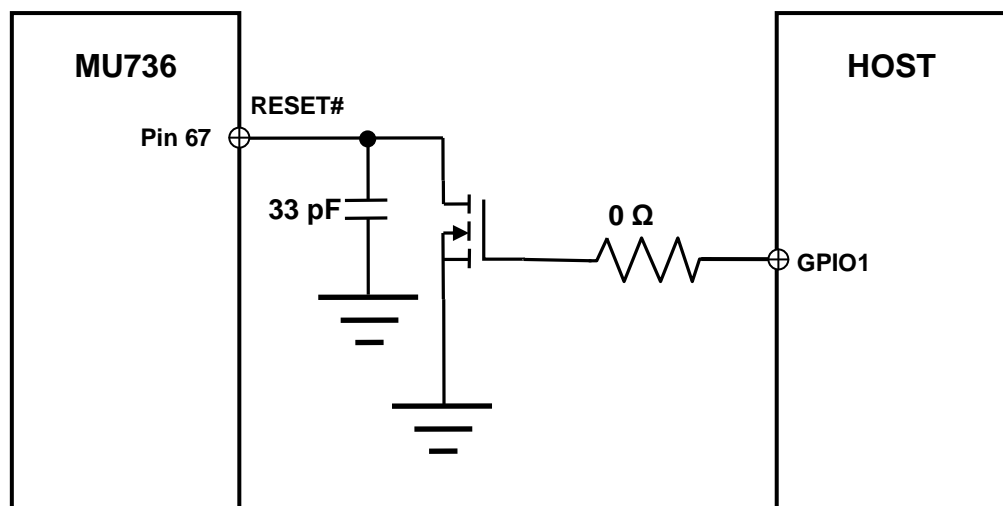 MU736
HOST
RESET#
Pin 67
33 pF
0 Ω
GPIO1